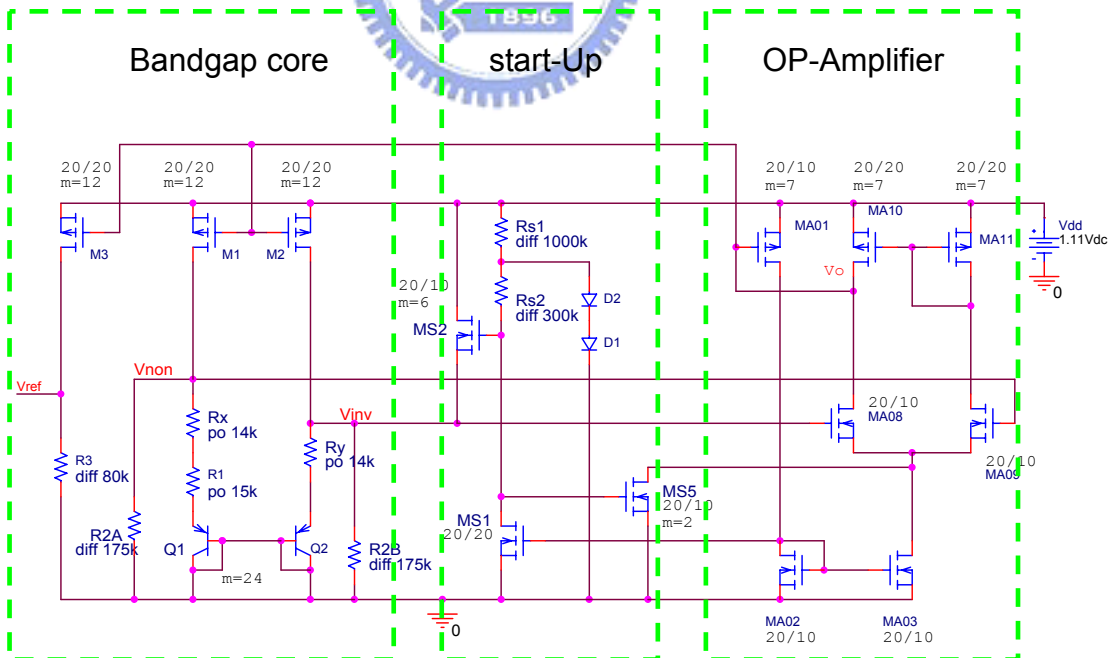 1896
Bandgap core
start-Up
OP-Amplifier
20/20
m=12
20/20
m=12
20/20
m=12
20/10
m=7
20/20
m=7
20/20
m=7
M3
M1
M2
Rs1
diff 1000k
MA01
MA10
MA11
Vdd
1.11Vdc
0
Vo
20/10
m=6
MS2
Rs2
diff 300k
D2
D1
Vref
Vnon
Vinv
20/10
MA08
20/10
MA09
Rx
po 14k
Ry
po 14k
R3
diff 80k
R1
po 15k
R2A
diff 175k
Q1
Q2
m=24
R2B
diff 175k
MS1
20/20
MS5
20/10
m=2
MA02
20/10
MA03
20/10
0